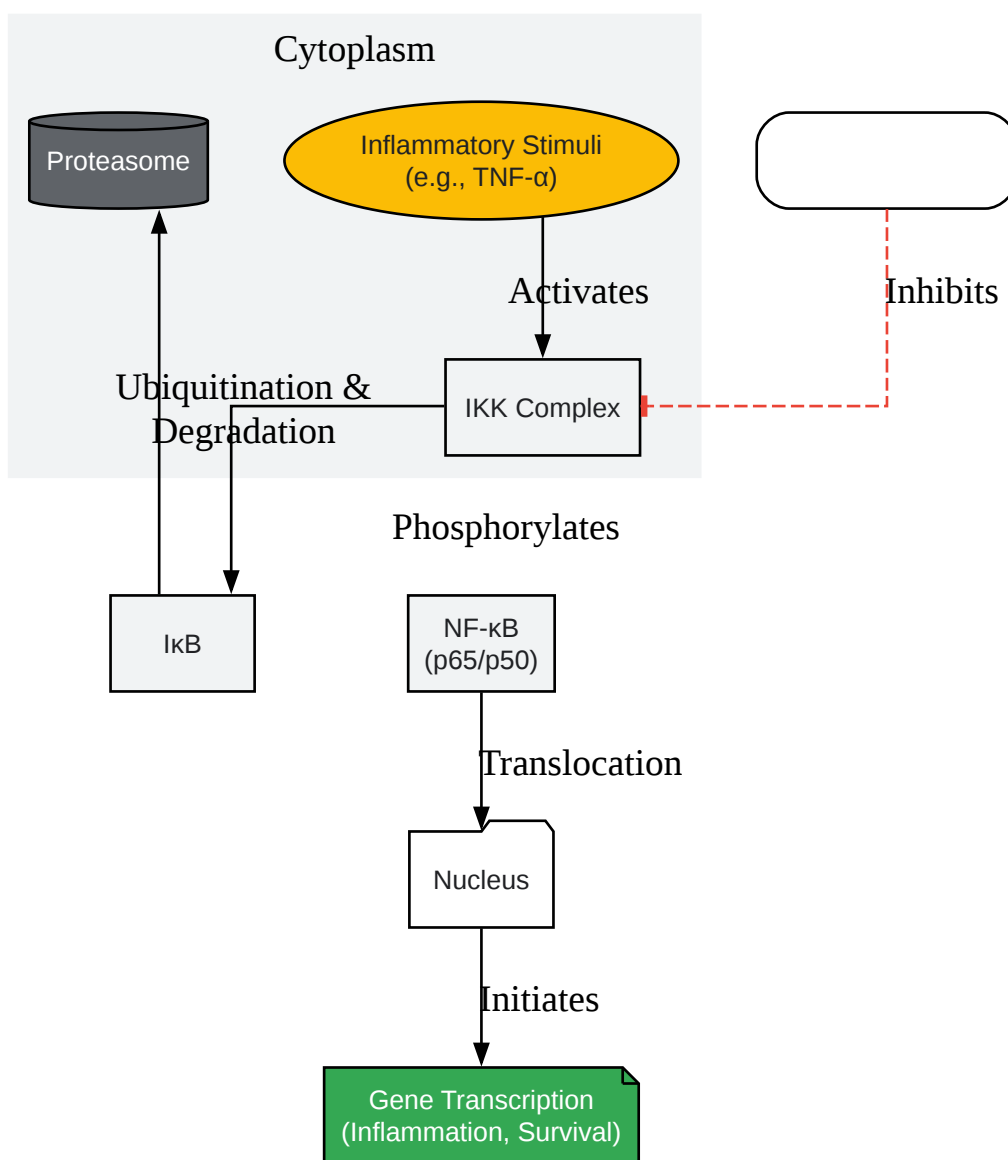 Cytoplasm
Proteasome
Inflammatory Stimuli
(e.g., TNF-α)
Activates
Inhibits
Ubiquitination &
Degradation
IKK Complex
Phosphorylates
IκB
NF-κB
(p65/p50)
Translocation
Nucleus
Initiates
Gene Transcription
(Inflammation, Survival)